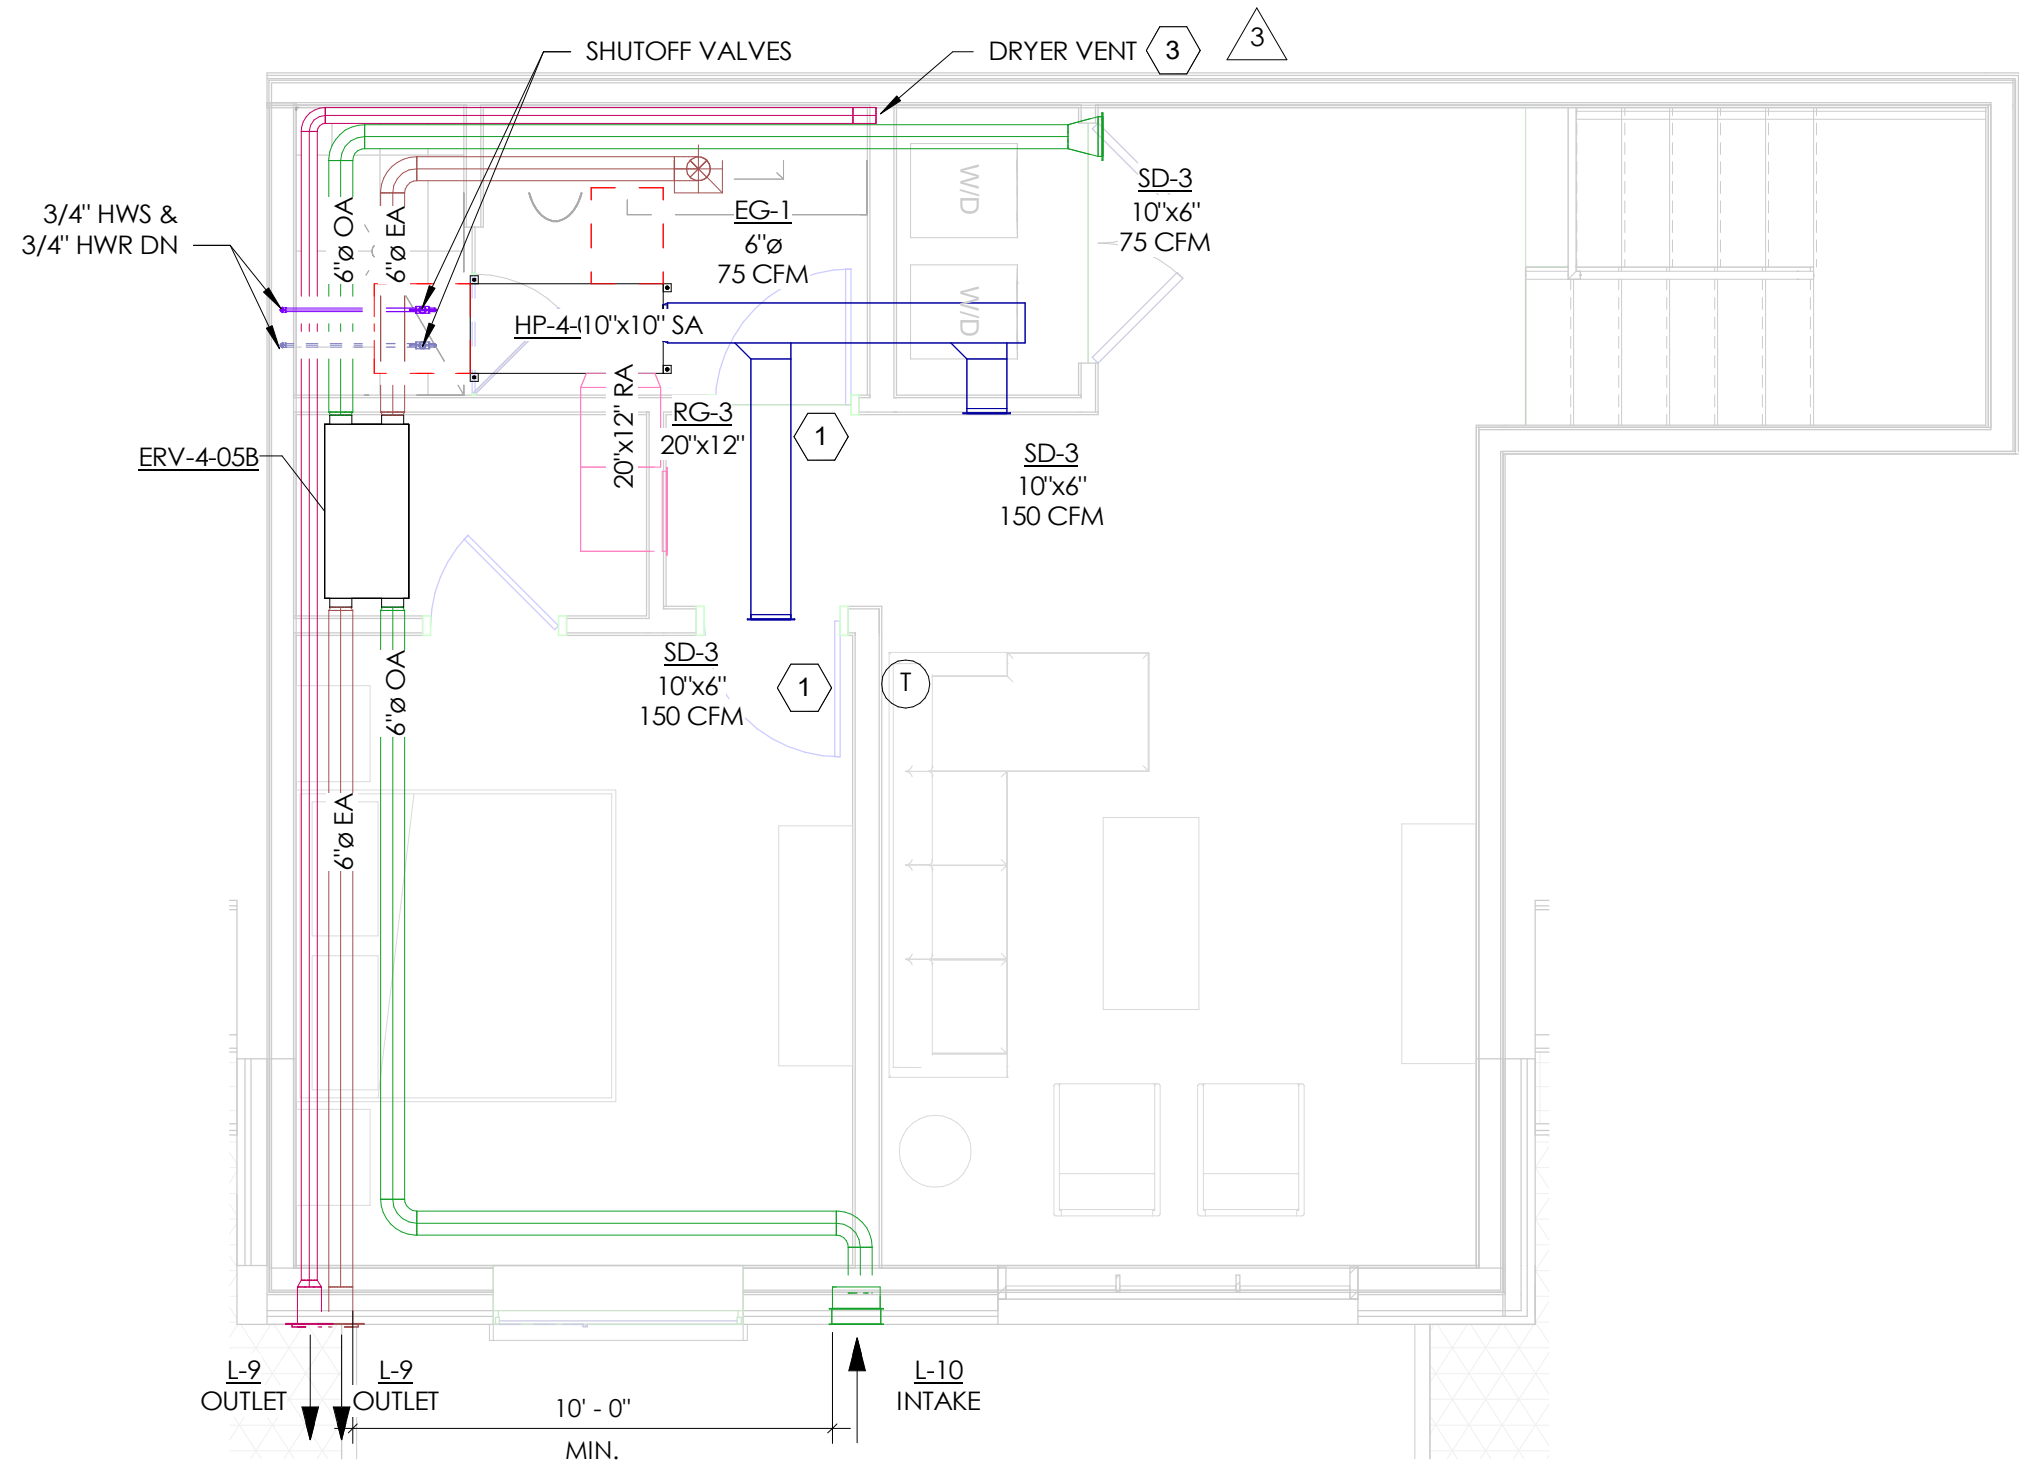 SHUTOFF VALVES
DRYER VENT
3
3
3/4" HWS &
3/4" HWR DN
6"ø OA
6"ø EA
EG-1
6"ø
75 CFM
W/D
W/D
SD-3
10"x6"
75 CFM
HP-4-
10"x10" SA
20"x12" RA
RG-3
20"x12"
1
ERV-4-05B
SD-3
10"x6"
150 CFM
SD-3
10"x6"
150 CFM
1
T
6"ø OA
6"ø EA
L-9
OUTLET
L-9
OUTLET
10' - 0"
MIN.
L-10
INTAKE